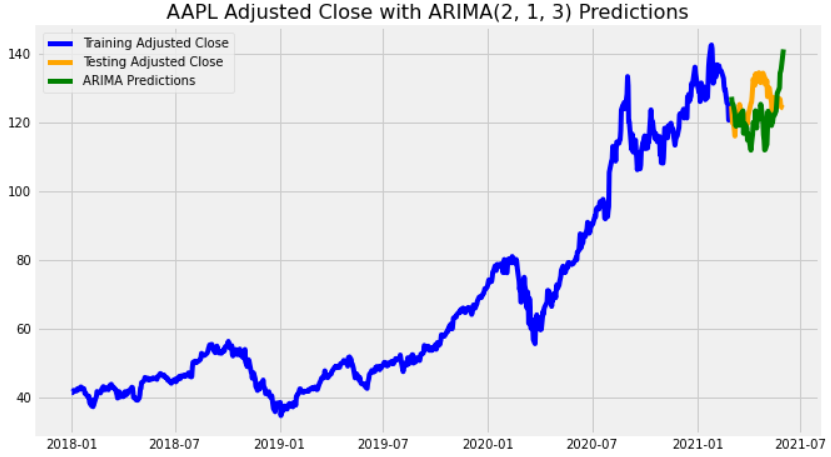 AAPL Adjusted Close with ARIMA(2, 1, 3) Predictions
Training Adjusted Close
Testing Adjusted Close
ARIMA Predictions
140
120
100
80
60
40
2018-01 2018-07 2019-01 2019-07 2020-01 2020-07 2021-01 2021-07